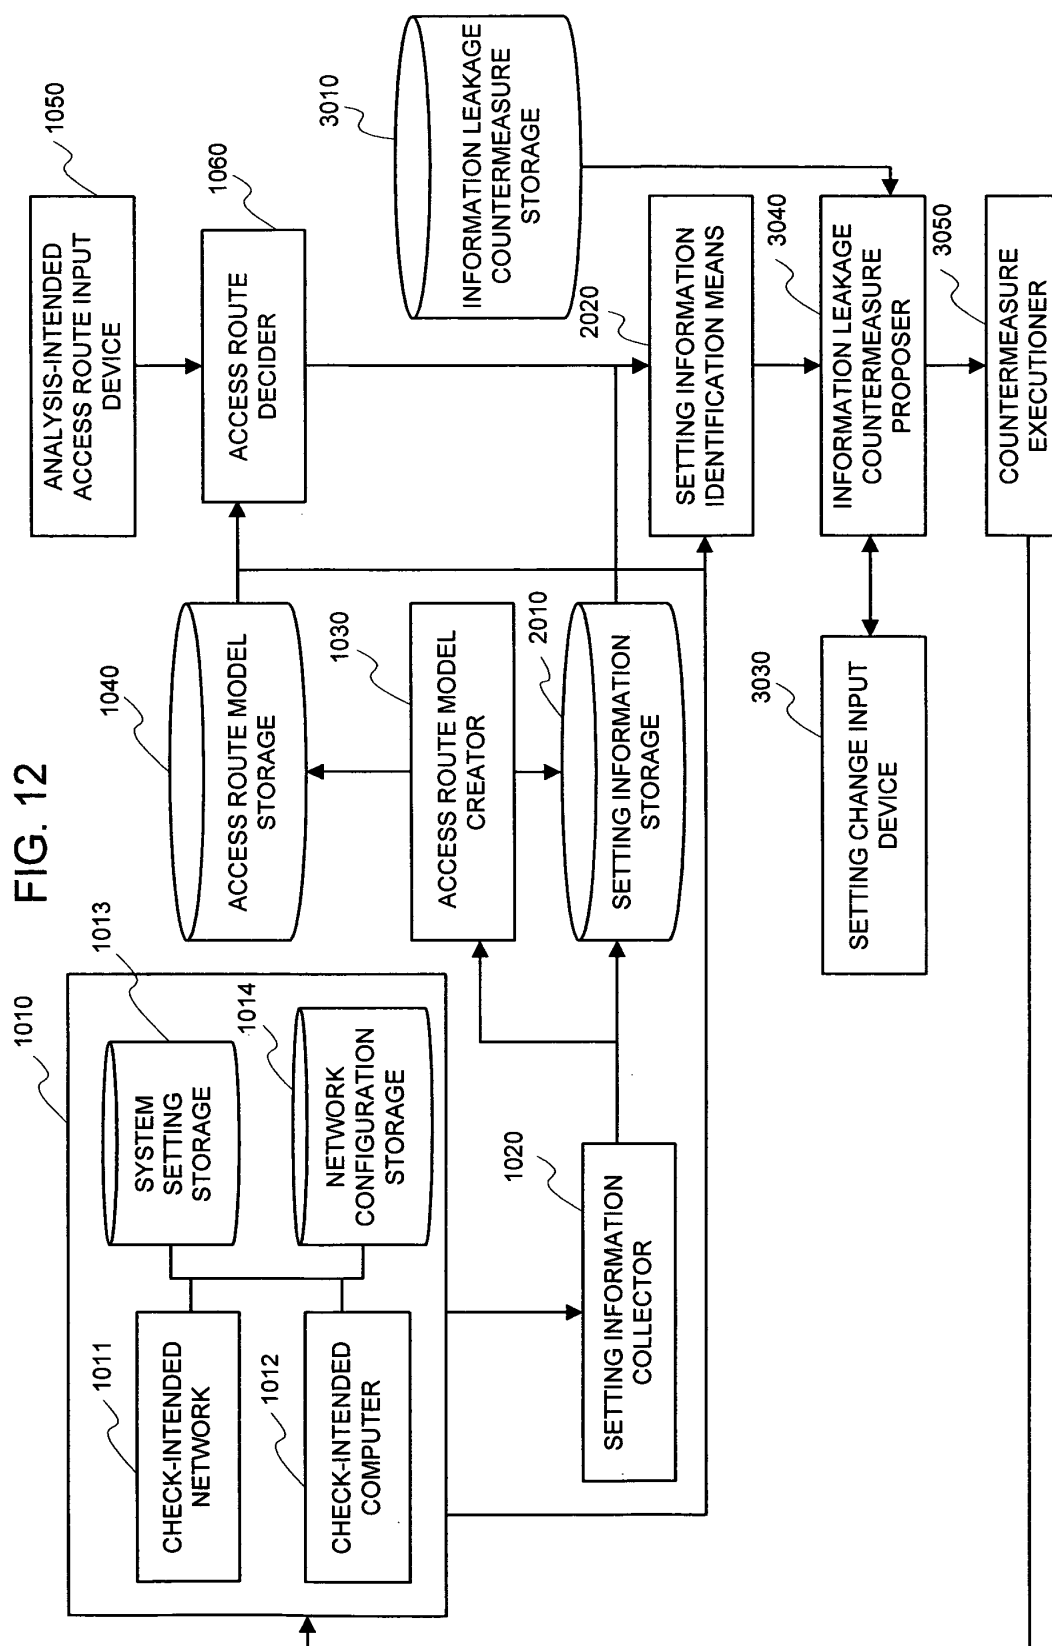 FIG. 12
1010
1011
CHECK-INTENDED
NETWORK
1012
CHECK-INTENDED
COMPUTER
1013
SYSTEM
SETTING
STORAGE
1014
NETWORK
CONFIGURATION
STORAGE
1020
SETTING INFORMATION
COLLECTOR
1040
ACCESS ROUTE MODEL
STORAGE
1030
ACCESS ROUTE MODEL
CREATOR
2010
SETTING INFORMATION
STORAGE
3030
SETTING CHANGE INPUT
DEVICE
1050
ANALYSIS-INTENDED
ACCESS ROUTE INPUT
DEVICE
1060
ACCESS ROUTE
DECIDER
3010
INFORMATION LEAKAGE
COUNTERMEASURE
STORAGE
2020
SETTING INFORMATION
IDENTIFICATION MEANS
3040
INFORMATION LEAKAGE
COUNTERMEASURE
PROPOSER
3050
COUNTERMEASURE
EXECUTIONER